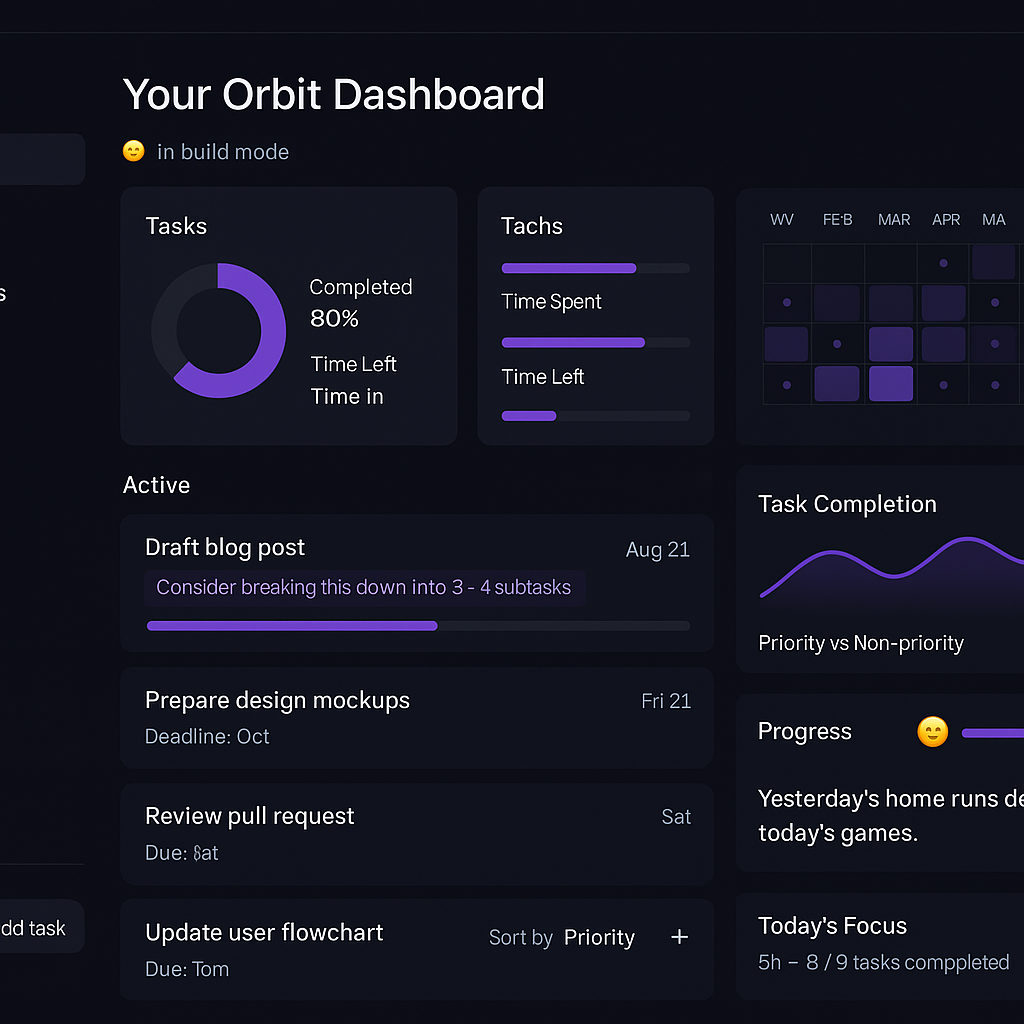 Your Orbit Dashboard
😊 in build mode
s
dd task
Tasks
Completed
80%
Time Left
Time in
Tachs
Time Spent
Time Left
WV FEB MAR APR MA
Active
Draft blog post Aug 21
Consider breaking this down into 3 - 4 subtasks
Prepare design mockups Fri 21
Deadline: Oct
Review pull request Sat
Due: Sat
Update user flowchart Sort by Priority +
Due: Tom
Task Completion
Priority vs Non-priority
Progress 😊
Yesterday's home runs de
today's games.
Today's Focus
5h – 8 / 9 tasks comppleted